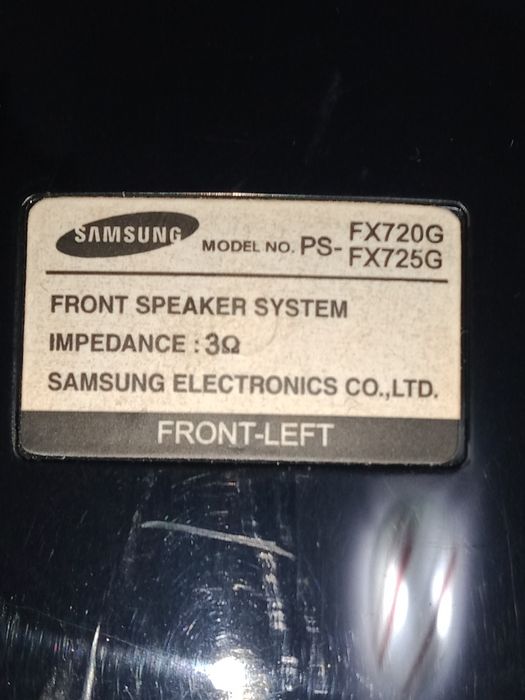 SAMSUNG MODEL NO. PS- FX720G
FX725G
FRONT SPEAKER SYSTEM
IMPEDANCE : 3Ω
SAMSUNG ELECTRONICS CO.,LTD.
FRONT-LEFT